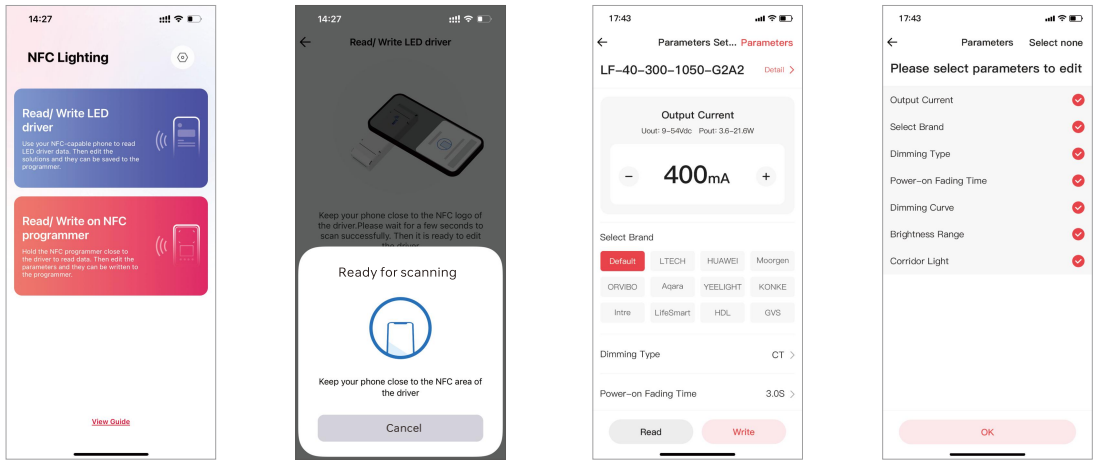 14:27
NFC Lighting
Read/ Write LED
driver
Use your NFC-capable phone to read
LED driver data. Then edit the
solutions and they can be saved to the
programmer.
Read/ Write on NFC
programmer
Hold the NFC programmer close to
the driver to read data. Then edit the
parameters and they can be written to
the programmer.
View Guide
14:27
Read/ Write LED driver
Keep your phone close to the NFC logo of
the driver.Please wait for a few seconds to
scan successfully. Then it is ready to edit
the driver
Ready for scanning
Keep your phone close to the NFC area of
the driver
Cancel
17:43
Parameters Set... Parameters
LF-40-300-1050-G2A2 Detail
Output Current
Uout: 9-54Vdc Pout: 3.6-21.6W
− 400mA +
Select Brand
Default LTECH HUAWEI Moorgen
ORVIBO Aqara YEELIGHT KONKE
Intre LifeSmart HDL GVS
Dimming Type CT
Power-on Fading Time 3.0S
Read Write
17:43
Parameters Select none
Please select parameters to edit
Output Current
Select Brand
Dimming Type
Power-on Fading Time
Dimming Curve
Brightness Range
Corridor Light
OK